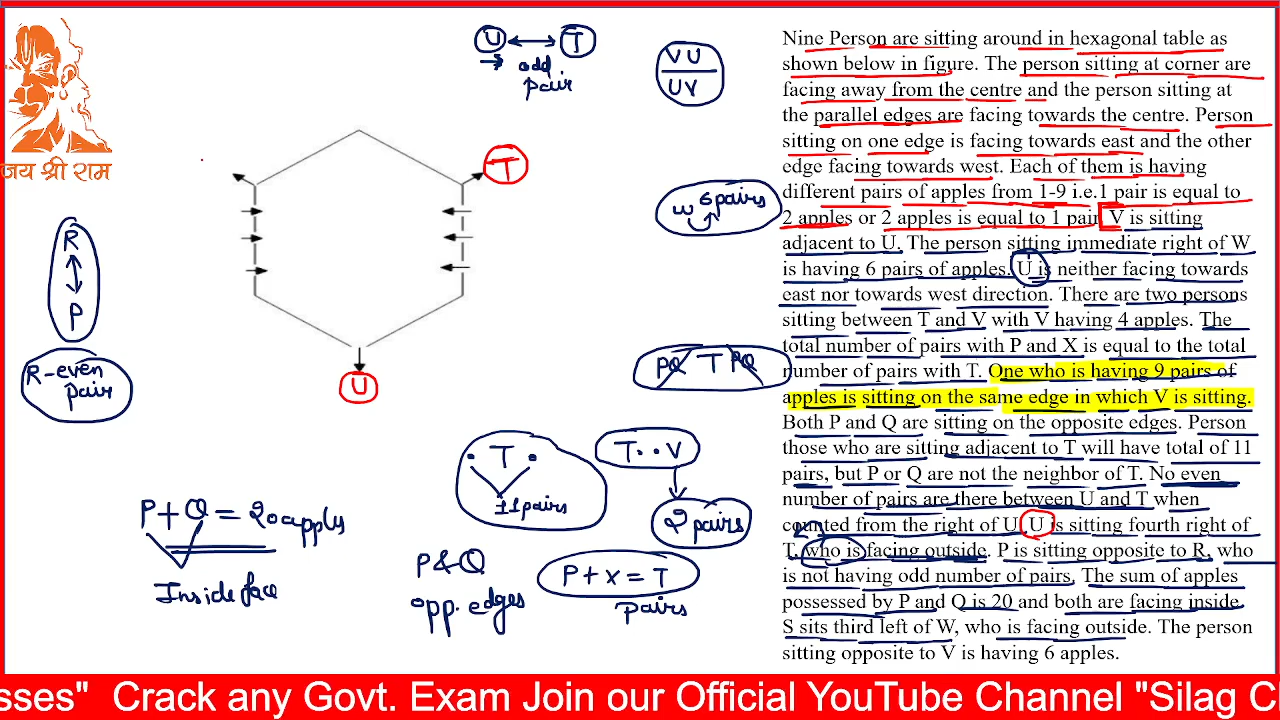 जय श्री राम
U ↔ T
odd
pair
VU
UV
T
W 6 pairs
R
P
R-even
pair
U
PQ T PQ
. T .
11 pairs
T . . V
2 pairs
P+Q = 20 apply
Inside face
P&Q
opp. edges
P + X = T
pairs
Nine Person are sitting around in hexagonal table as
shown below in figure. The person sitting at corner are
facing away from the centre and the person sitting at
the parallel edges are facing towards the centre. Person
sitting on one edge is facing towards east and the other
edge facing towards west. Each of them is having
different pairs of apples from 1-9 i.e.1 pair is equal to
2 apples or 2 apples is equal to 1 pair. V is sitting
adjacent to U. The person sitting immediate right of W
is having 6 pairs of apples. U is neither facing towards
east nor towards west direction. There are two persons
sitting between T and V with V having 4 apples. The
total number of pairs with P and X is equal to the total
number of pairs with T. One who is having 9 pairs of
apples is sitting on the same edge in which V is sitting.
Both P and Q are sitting on the opposite edges. Person
those who are sitting adjacent to T will have total of 11
pairs, but P or Q are not the neighbor of T. No even
number of pairs are there between U and T when
counted from the right of U. U is sitting fourth right of
T, who is facing outside. P is sitting opposite to R, who
is not having odd number of pairs. The sum of apples
possessed by P and Q is 20 and both are facing inside.
S sits third left of W, who is facing outside. The person
sitting opposite to V is having 6 apples.
sses" Crack any Govt. Exam Join our Official YouTube Channel "Silag C